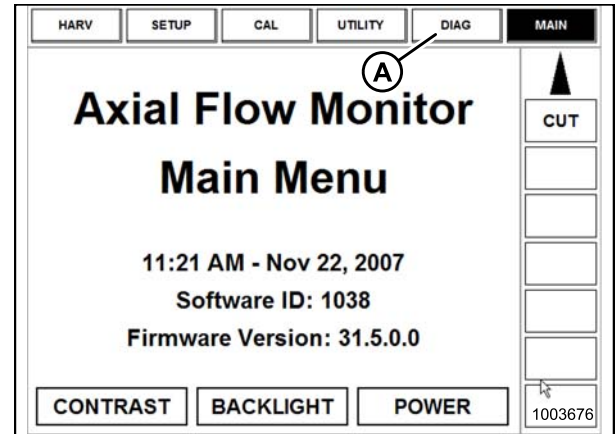 HARV SETUP CAL UTILITY DIAG MAIN
A
Axial Flow Monitor
CUT
Main Menu
11:21 AM - Nov 22, 2007
Software ID: 1038
Firmware Version: 31.5.0.0
CONTRAST BACKLIGHT POWER
1003676